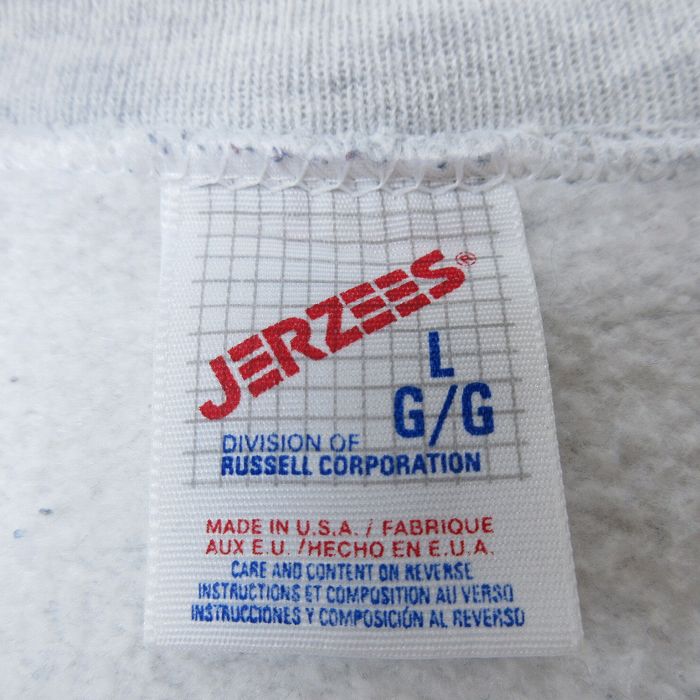 JERZEES®
L
G/G
DIVISION OF
RUSSELL CORPORATION
MADE IN U.S.A. / FABRIQUE
AUX E.U. /HECHO EN E.U.A.
CARE AND CONTENT ON REVERSE
INSTRUCTIONS ET COMPOSITION AU VERSO
INSTRUCCIONES Y COMPOSICIÓN AL REVERSO